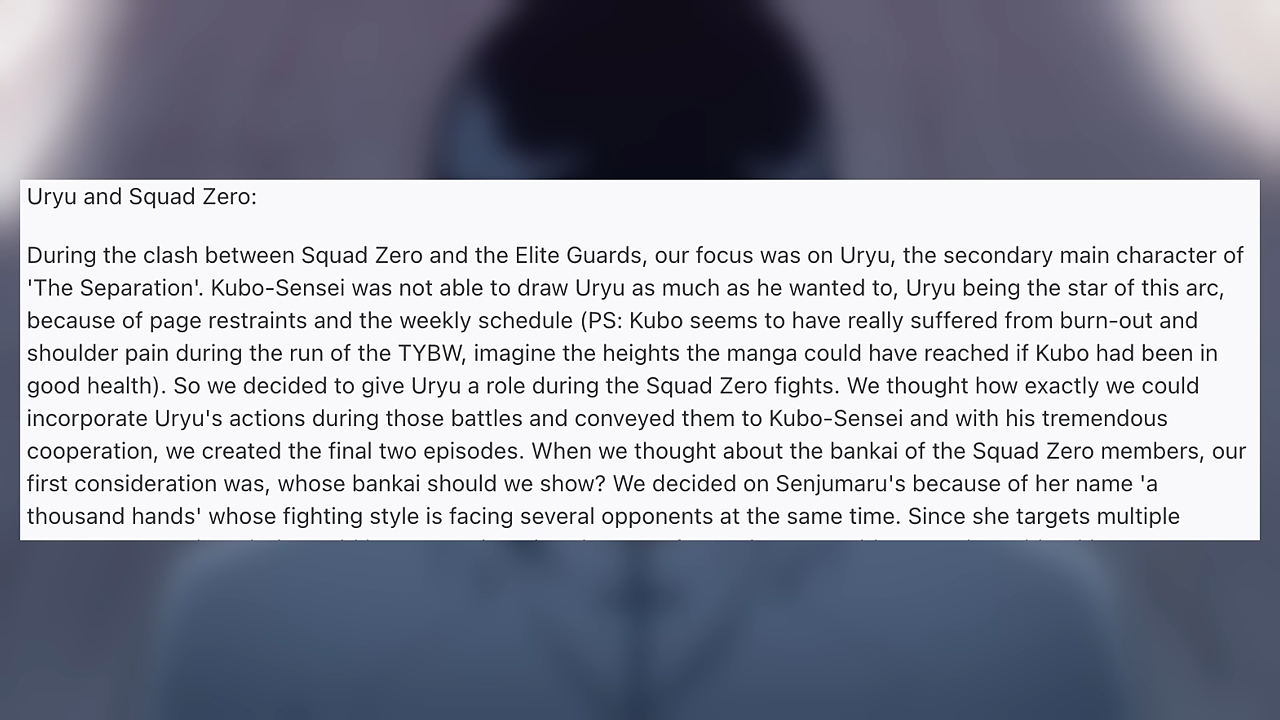 Uryu and Squad Zero:
During the clash between Squad Zero and the Elite Guards, our focus was on Uryu, the secondary main character of
'The Separation'. Kubo-Sensei was not able to draw Uryu as much as he wanted to, Uryu being the star of this arc,
because of page restraints and the weekly schedule (PS: Kubo seems to have really suffered from burn-out and
shoulder pain during the run of the TYBW, imagine the heights the manga could have reached if Kubo had been in
good health). So we decided to give Uryu a role during the Squad Zero fights. We thought how exactly we could
incorporate Uryu's actions during those battles and conveyed them to Kubo-Sensei and with his tremendous
cooperation, we created the final two episodes. When we thought about the bankai of the Squad Zero members, our
first consideration was, whose bankai should we show? We decided on Senjumaru's because of her name 'a
thousand hands' whose fighting style is facing several opponents at the same time. Since she targets multiple